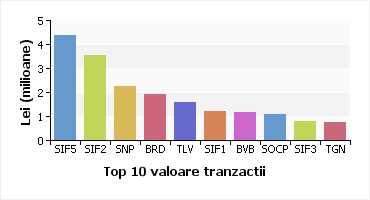 5
4
3
2
1
0
Lei (milioane)
SIF5 SIF2 SNP BRD TLV SIF1 BVB SOCP SIF3 TGN
Top 10 valoare tranzactii